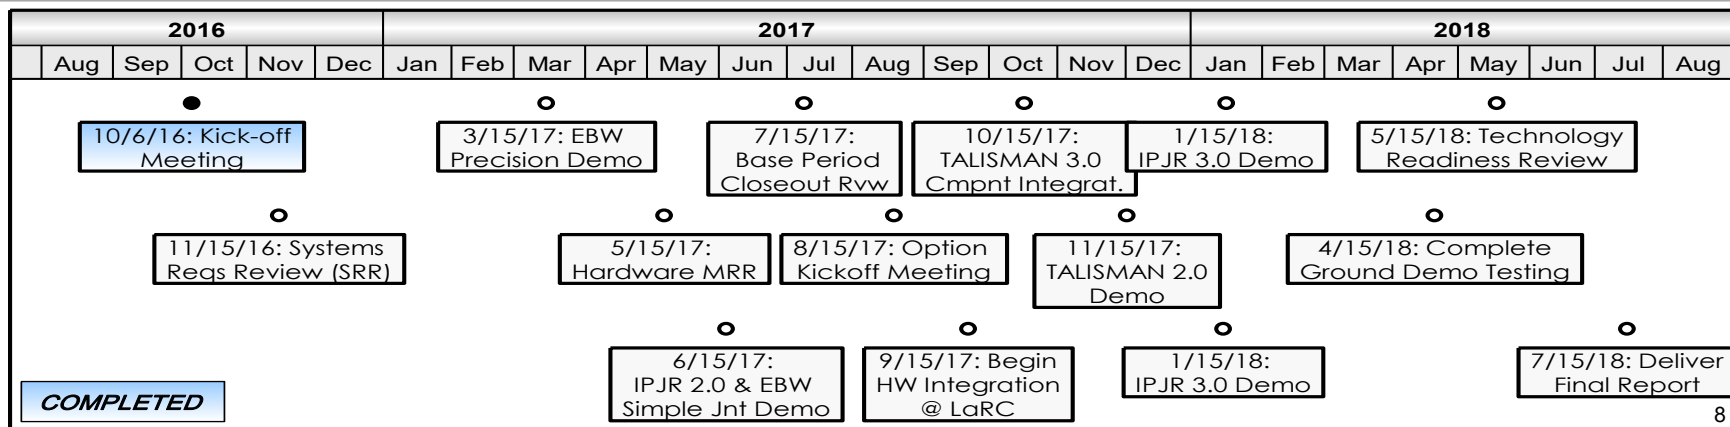 2016 2017 2018
Aug Sep Oct Nov Dec Jan Feb Mar Apr May Jun Jul Aug Sep Oct Nov Dec Jan Feb Mar Apr May Jun Jul Aug
10/6/16: Kick-off
Meeting
3/15/17: EBW
Precision Demo
7/15/17:
Base Period
Closeout Rvw
10/15/17:
TALISMAN 3.0
Cmpnt Integrat.
1/15/18:
IPJR 3.0 Demo
5/15/18: Technology
Readiness Review
11/15/16: Systems
Reqs Review (SRR)
5/15/17:
Hardware MRR
8/15/17: Option
Kickoff Meeting
11/15/17:
TALISMAN 2.0
Demo
4/15/18: Complete
Ground Demo Testing
6/15/17:
IPJR 2.0 & EBW
Simple Jnt Demo
9/15/17: Begin
HW Integration
@ LaRC
1/15/18:
IPJR 3.0 Demo
7/15/18: Deliver
Final Report
COMPLETED
8